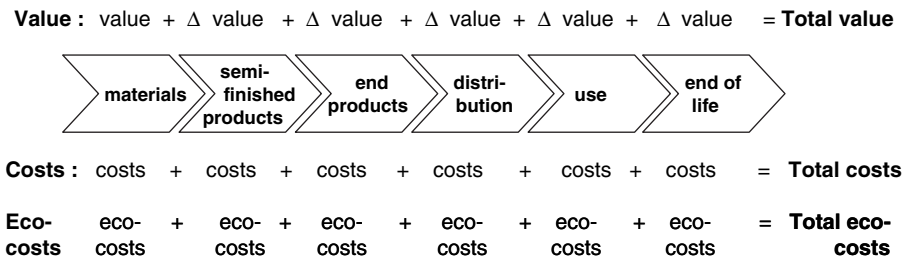 Value : value + Δ value + Δ value + Δ value + Δ value + Δ value = Total value
materials
semi-
finished
products
end
products
distri-
bution
use
end of
life
Costs : costs + costs + costs + costs + costs + costs = Total costs
Eco- eco- + eco- + eco- + eco- + eco- + eco- = Total eco-
costs costs costs costs costs costs costs costs